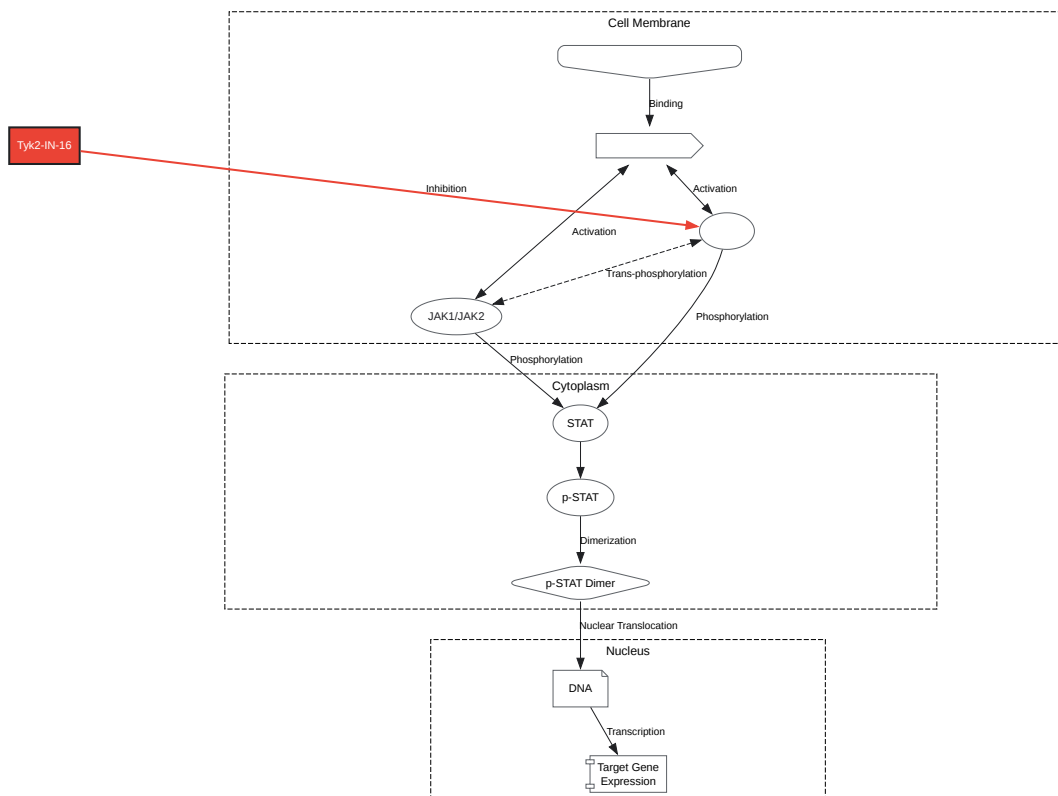 Cell Membrane
Binding
Tyk2-IN-16
Inhibition
Activation
Activation
Trans-phosphorylation
JAK1/JAK2
Phosphorylation
Phosphorylation
Cytoplasm
STAT
p-STAT
Dimerization
p-STAT Dimer
Nuclear Translocation
Nucleus
DNA
Transcription
Target Gene
Expression